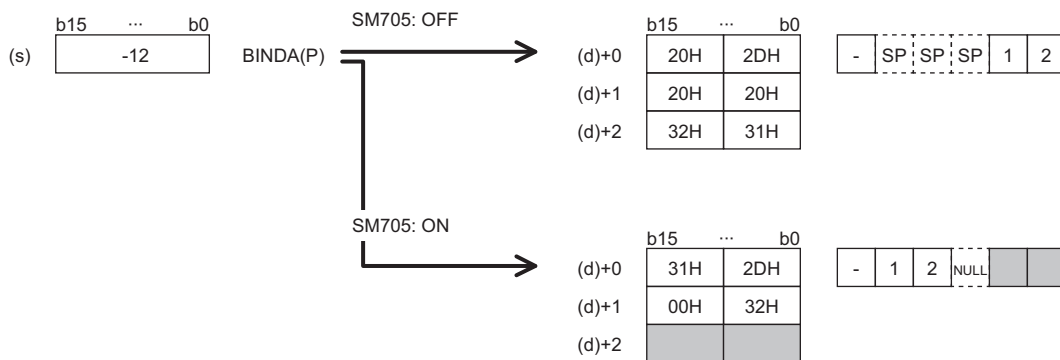 SM705: OFF
b15 ... b0
b15 ... b0
(s) -12 BINDA(P) (d)+0 20H 2DH - SP SP SP 1 2
(d)+1 20H 20H
(d)+2 32H 31H
SM705: ON
b15 ... b0
(d)+0 31H 2DH - 1 2 NULL
(d)+1 00H 32H
(d)+2